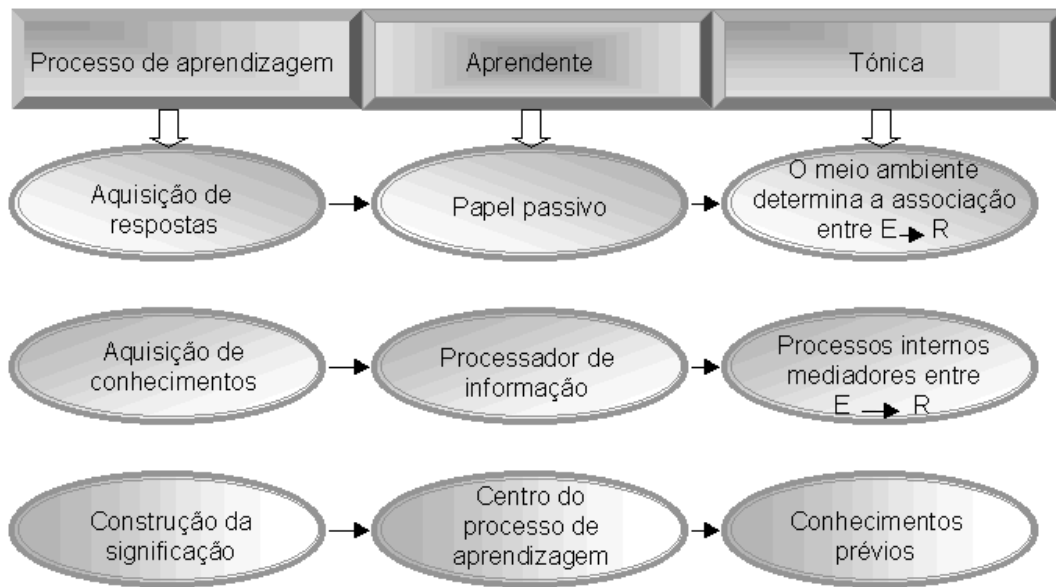 Processo de aprendizagem
Aprendente
Tónica
Aquisição de
respostas
Papel passivo
O meio ambiente
determina a associação
entre E → R
Aquisição de
conhecimentos
Processador de
informação
Processos internos
mediadores entre
E → R
Construção da
significação
Centro do
processo de
aprendizagem
Conhecimentos
prévios